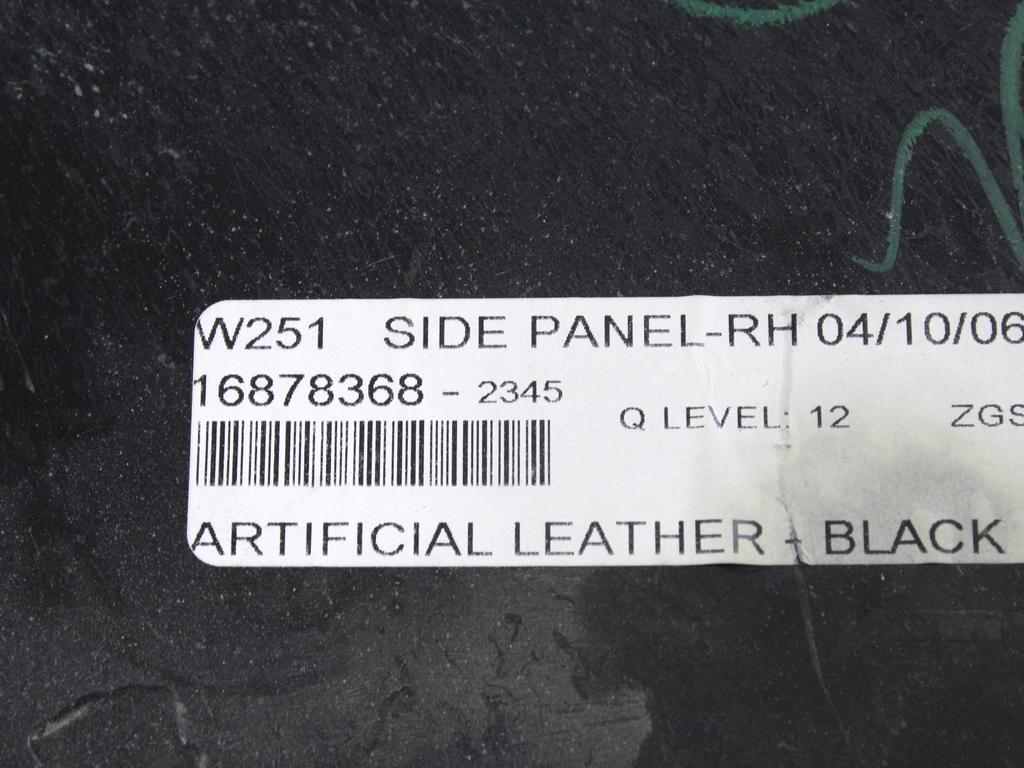 W251 SIDE PANEL-RH 04/10/06
16878368 - 2345
Q LEVEL: 12 ZGS
ARTIFICIAL LEATHER - BLACK